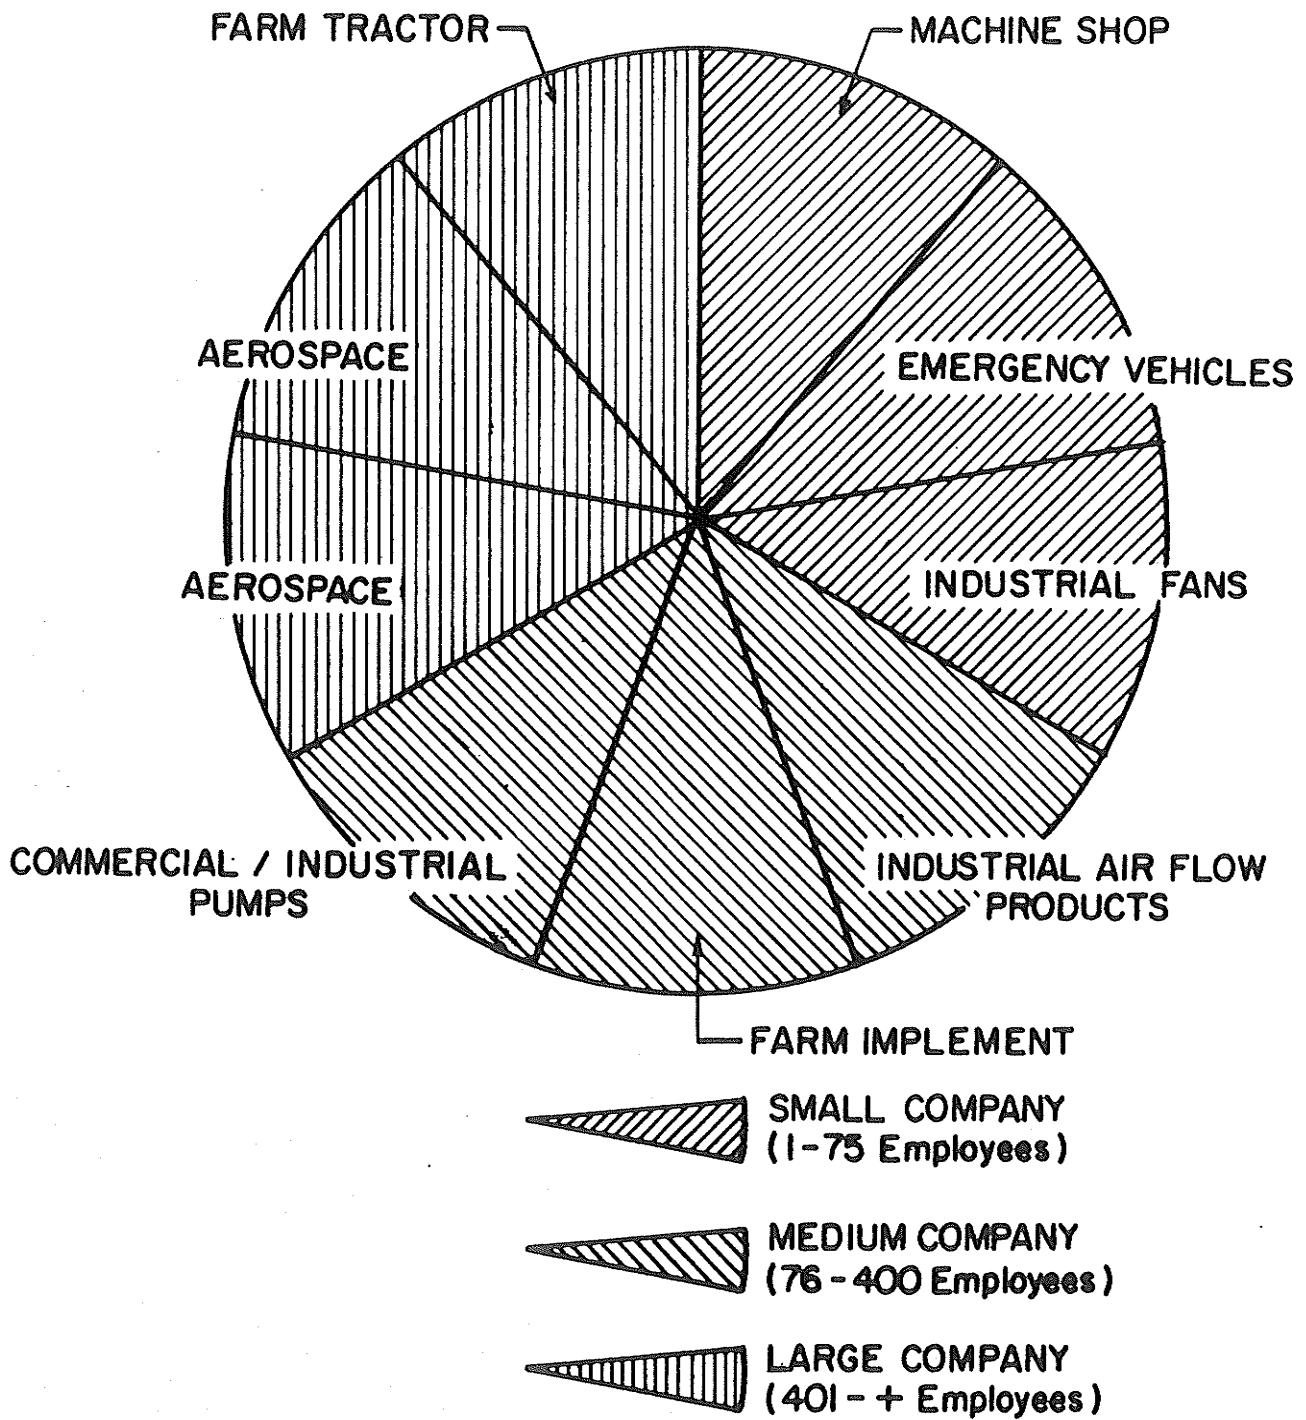 FARM TRACTOR
MACHINE SHOP
AEROSPACE
EMERGENCY VEHICLES
AEROSPACE
INDUSTRIAL FANS
COMMERCIAL / INDUSTRIAL
PUMPS
INDUSTRIAL AIR FLOW
PRODUCTS
FARM IMPLEMENT
SMALL COMPANY
(1-75 Employees)
MEDIUM COMPANY
(76-400 Employees)
LARGE COMPANY
(401-+ Employees)